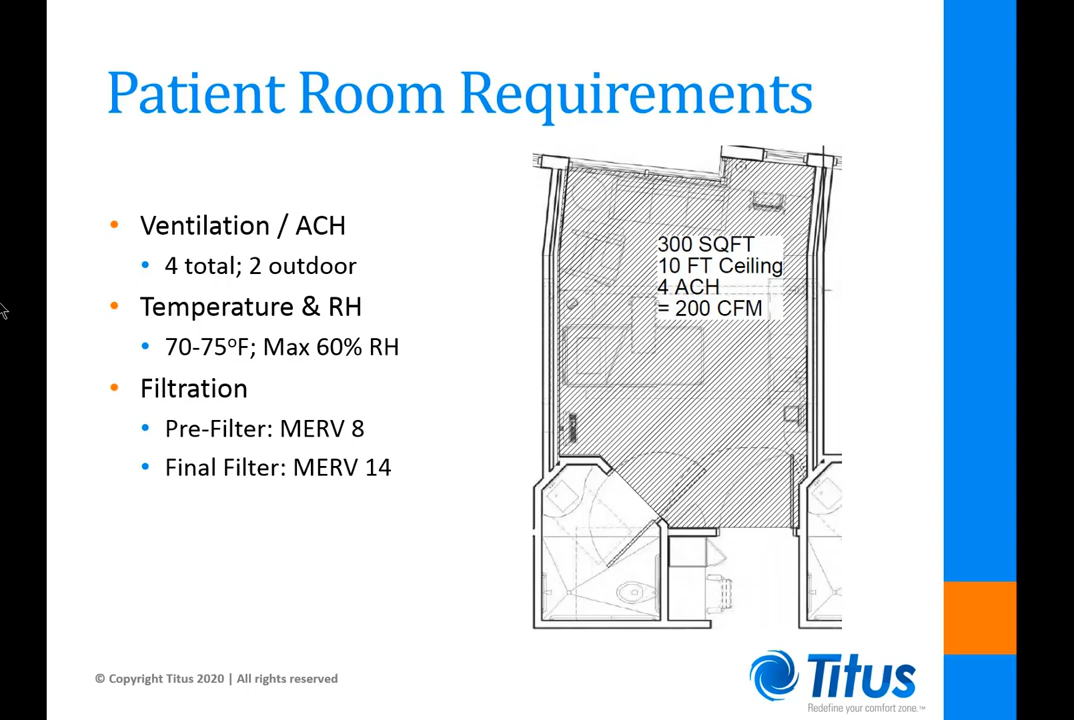 Patient Room Requirements
• Ventilation / ACH
• 4 total; 2 outdoor
• Temperature & RH
• 70-75°F; Max 60% RH
• Filtration
• Pre-Filter: MERV 8
• Final Filter: MERV 14
300 SQFT
10 FT Ceiling
4 ACH
= 200 CFM
© Copyright Titus 2020 | All rights reserved
Titus
Redefine your comfort zone.™